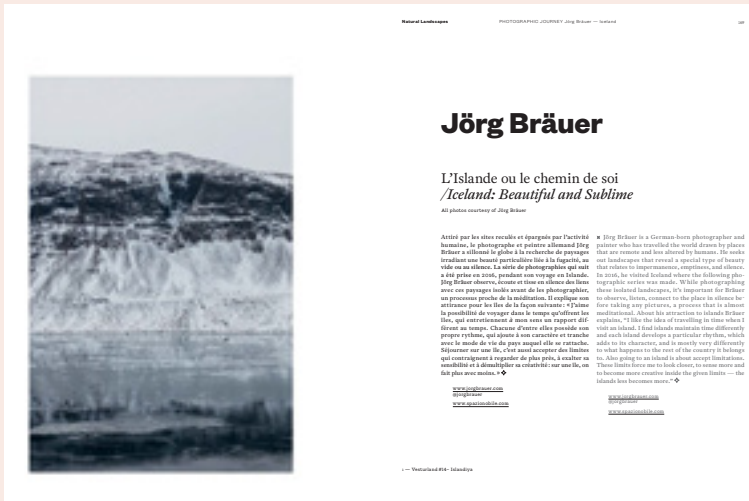 Natural Landscapes
PHOTOGRAPHIC JOURNEY Jörg Bräuer — Iceland
Jörg Bräuer
L'Islande ou le chemin de soi
/Iceland: Beautiful and Sublime
All photos courtesy of Jörg Bräuer
Attiré par les sites reculés et épargnés par l'activité
humaine, le photographe et peintre allemand Jörg
Bräuer a sillonné le globe à la recherche de paysages
irradiant une beauté particulière liée à la fugacité, au
vide ou au silence. La série de photographies qui suit
a été prise en 2016, pendant son voyage en Islande.
Jörg Bräuer observe, écoute et tisse en silence des liens
avec ces paysages isolés avant de les photographier,
un processus proche de la méditation. Il explique son
attirance pour les îles de la façon suivante : « J'aime
la possibilité de voyager dans le temps qu'offrent les
îles, qui entretiennent à mon sens un rapport dif-
férent au temps. Chacune d'entre elles possède son
propre rythme, qui ajoute à son caractère et tranche
avec le mode de vie du pays auquel elle se rattache.
Séjourner sur une île, c'est aussi accepter des limites
qui contraignent à regarder de plus près, à exalter sa
sensibilité et à démultiplier sa créativité : sur une île, on
fait plus avec moins. » ❖
www.jorgbrauer.com
@jorgbrauer
www.spaziomobile.com
■ Jörg Bräuer is a German-born photographer and
painter who has travelled the world drawn by places
that are remote and less altered by humans. He seeks
out landscapes that reveal a special type of beauty
that relates to impermanence, emptiness, and silence.
In 2016, he visited Iceland where the following pho-
tographic series was made. While photographing
these isolated landscapes, it's important for Bräuer
to observe, listen, connect to the place in silence be-
fore taking any pictures, a process that is almost
meditational. About his attraction to islands Bräuer
explains, "I like the idea of travelling in time when I
visit an island. I find islands maintain time differently
and each island develops a particular rhythm, which
adds to its character, and is mostly very differently
to what happens to the rest of the country it belongs
to. Also going to an island is about accept limitations.
These limits force me to look closer, to sense more and
to become more creative inside the given limits — the
islands less becomes more." ❖
www.jorgbrauer.com
@jorgbrauer
www.spaziomobile.com
— Vesturland #14– Islandiya